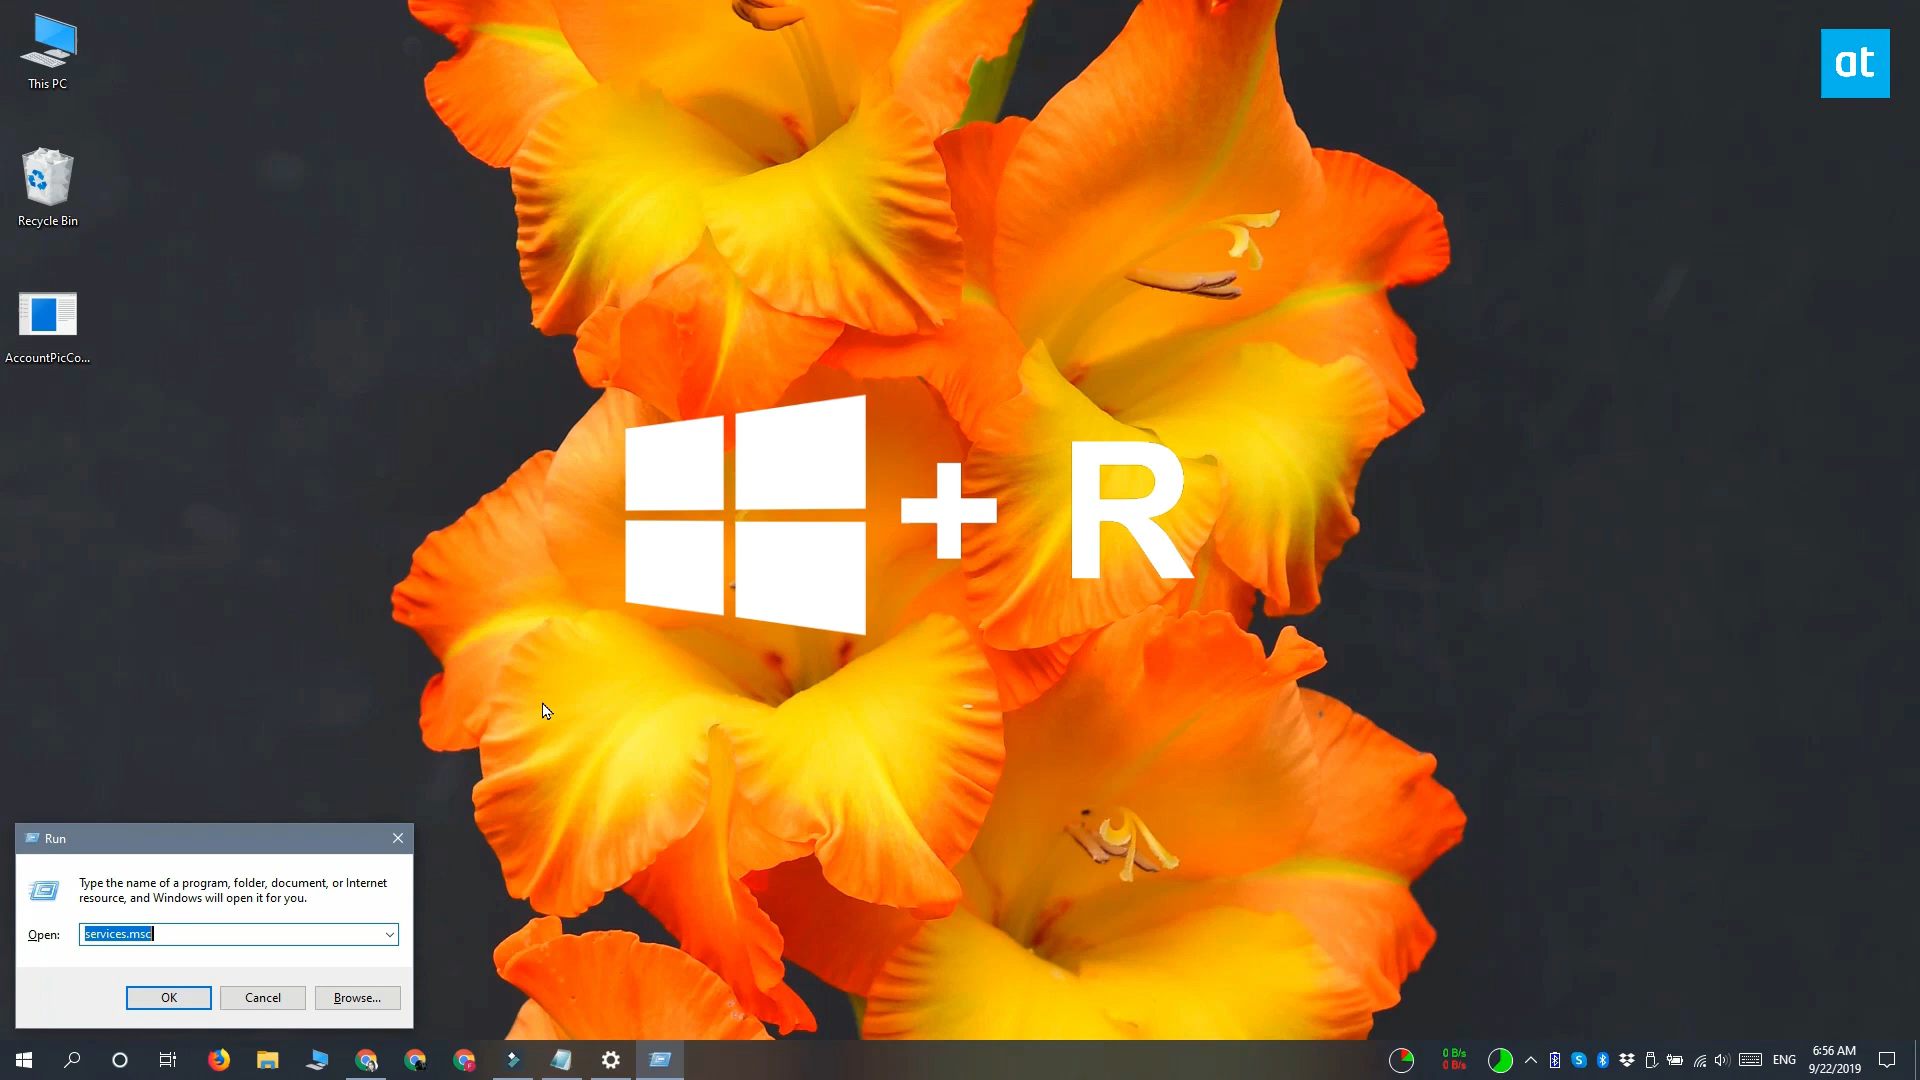 This PC
Recycle Bin
AccountPicCo...
at
+ R
Run
Type the name of a program, folder, document, or Internet
resource, and Windows will open it for you.
Open:
services.msc
OK
Cancel
Browse...
0 B/s
0 B/s
S
ENG
6:56 AM
9/22/2019